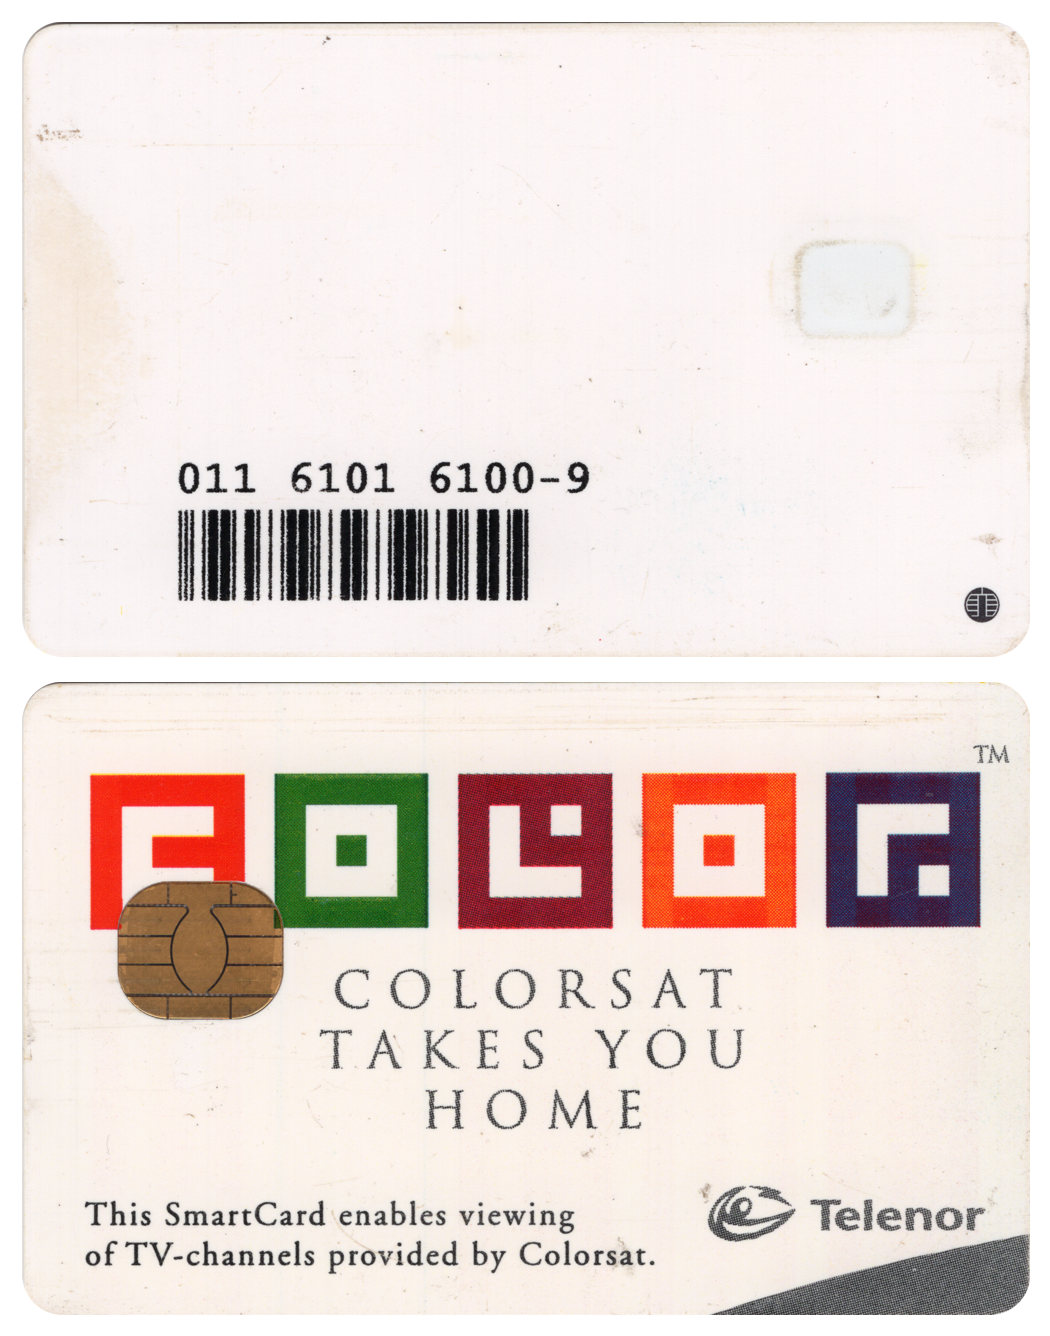 011 6101 6100-9
COLOR
TM
COLORSAT
TAKES YOU
HOME
This SmartCard enables viewing
of TV-channels provided by Colorsat.
Telenor